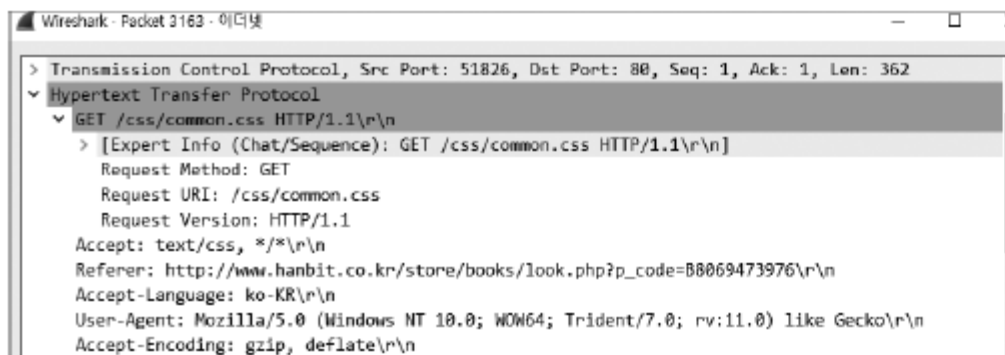 Wireshark · Packet 3163 · 이더넷
> Transmission Control Protocol, Src Port: 51826, Dst Port: 80, Seq: 1, Ack: 1, Len: 362
Hypertext Transfer Protocol
GET /css/common.css HTTP/1.1\r\n
> [Expert Info (Chat/Sequence): GET /css/common.css HTTP/1.1\r\n]
Request Method: GET
Request URI: /css/common.css
Request Version: HTTP/1.1
Accept: text/css, */*\r\n
Referer: http://www.hanbit.co.kr/store/books/look.php?p_code=B8069473976\r\n
Accept-Language: ko-KR\r\n
User-Agent: Mozilla/5.0 (Windows NT 10.0; WOW64; Trident/7.0; rv:11.0) like Gecko\r\n
Accept-Encoding: gzip, deflate\r\n